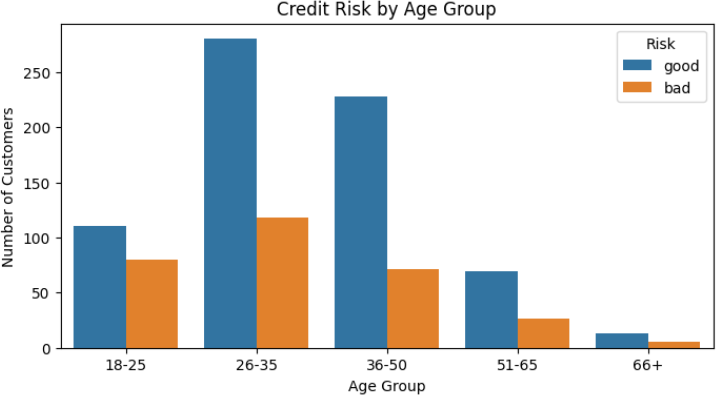 Credit Risk by Age Group
Risk
good
bad
Number of Customers
250
200
150
100
50
0
18-25
26-35
36-50
51-65
66+
Age Group